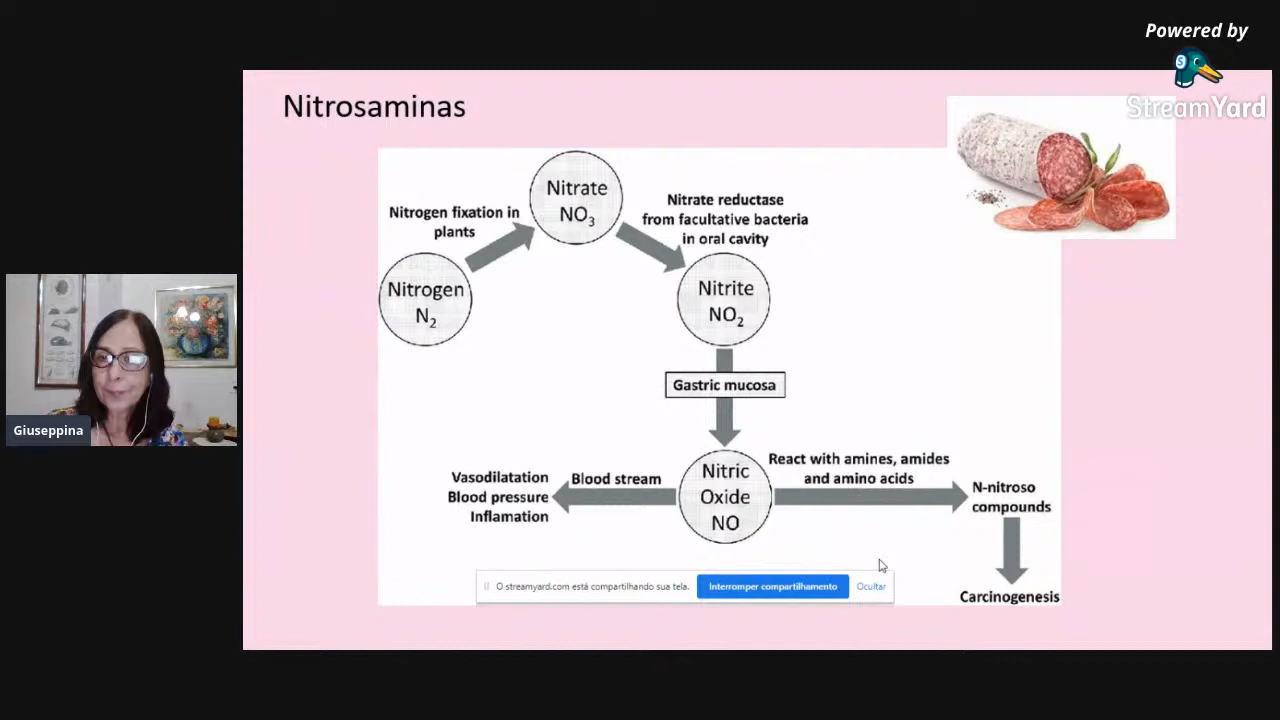 Powered by
StreamYard
Nitrosaminas
Nitrate
NO3
Nitrogen fixation in
plants
Nitrate reductase
from facultative bacteria
in oral cavity
Nitrogen
N2
Nitrite
NO2
Gastric mucosa
Giuseppina
Vasodilatation
Blood pressure
Inflamation
Blood stream
Nitric
Oxide
NO
React with amines, amides
and amino acids
N-nitroso
compounds
Carcinogenesis
O streamyard.com está compartilhando sua tela. Interromper compartilhamento Ocultar